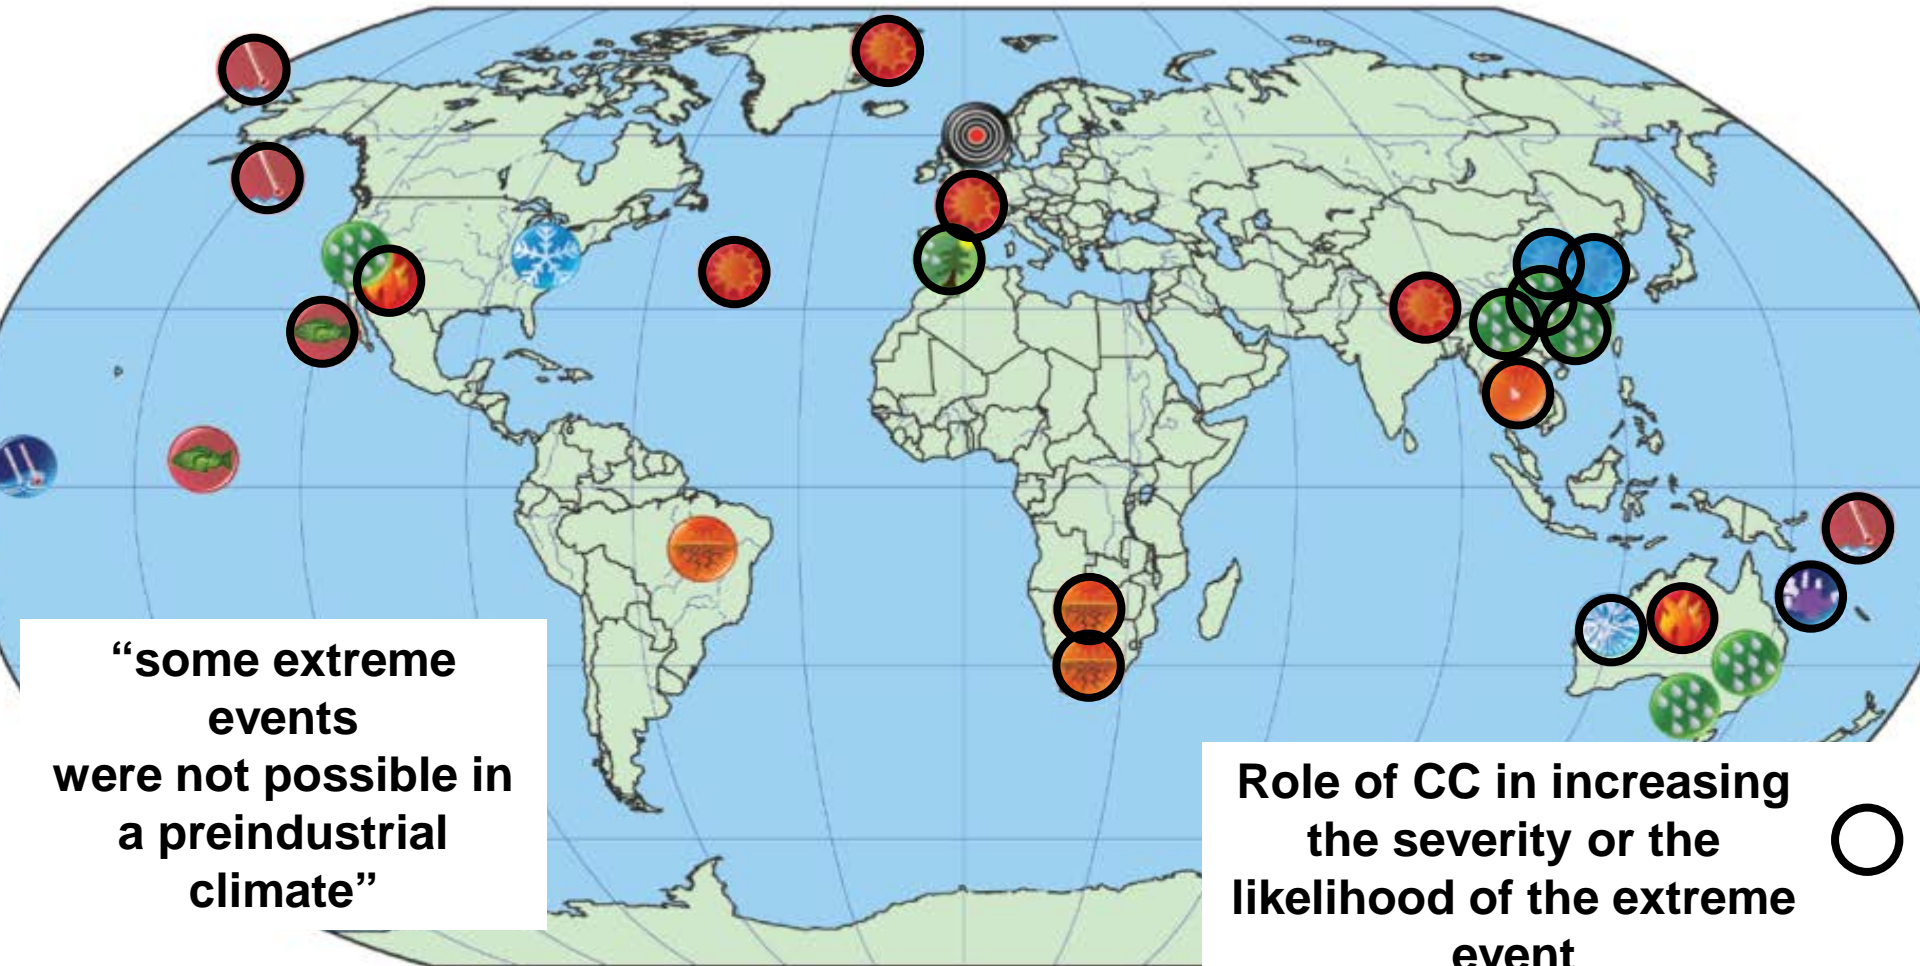 “some extreme
events
were not possible in
a preindustrial
climate”
Role of CC in increasing
the severity or the
likelihood of the extreme
event